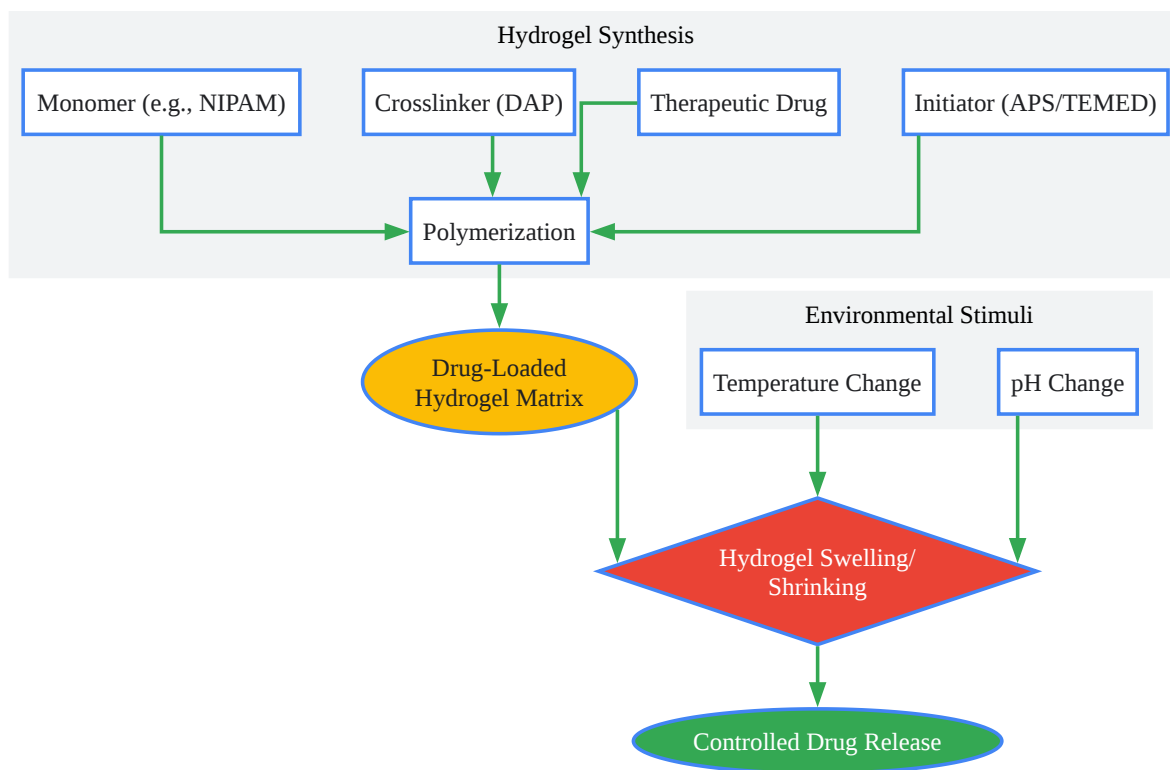 Hydrogel Synthesis
Monomer (e.g., NIPAM)
Crosslinker (DAP)
Therapeutic Drug
Initiator (APS/TEMED)
Polymerization
Environmental Stimuli
Drug-Loaded
Hydrogel Matrix
Temperature Change
pH Change
Hydrogel Swelling/
Shrinking
Controlled Drug Release